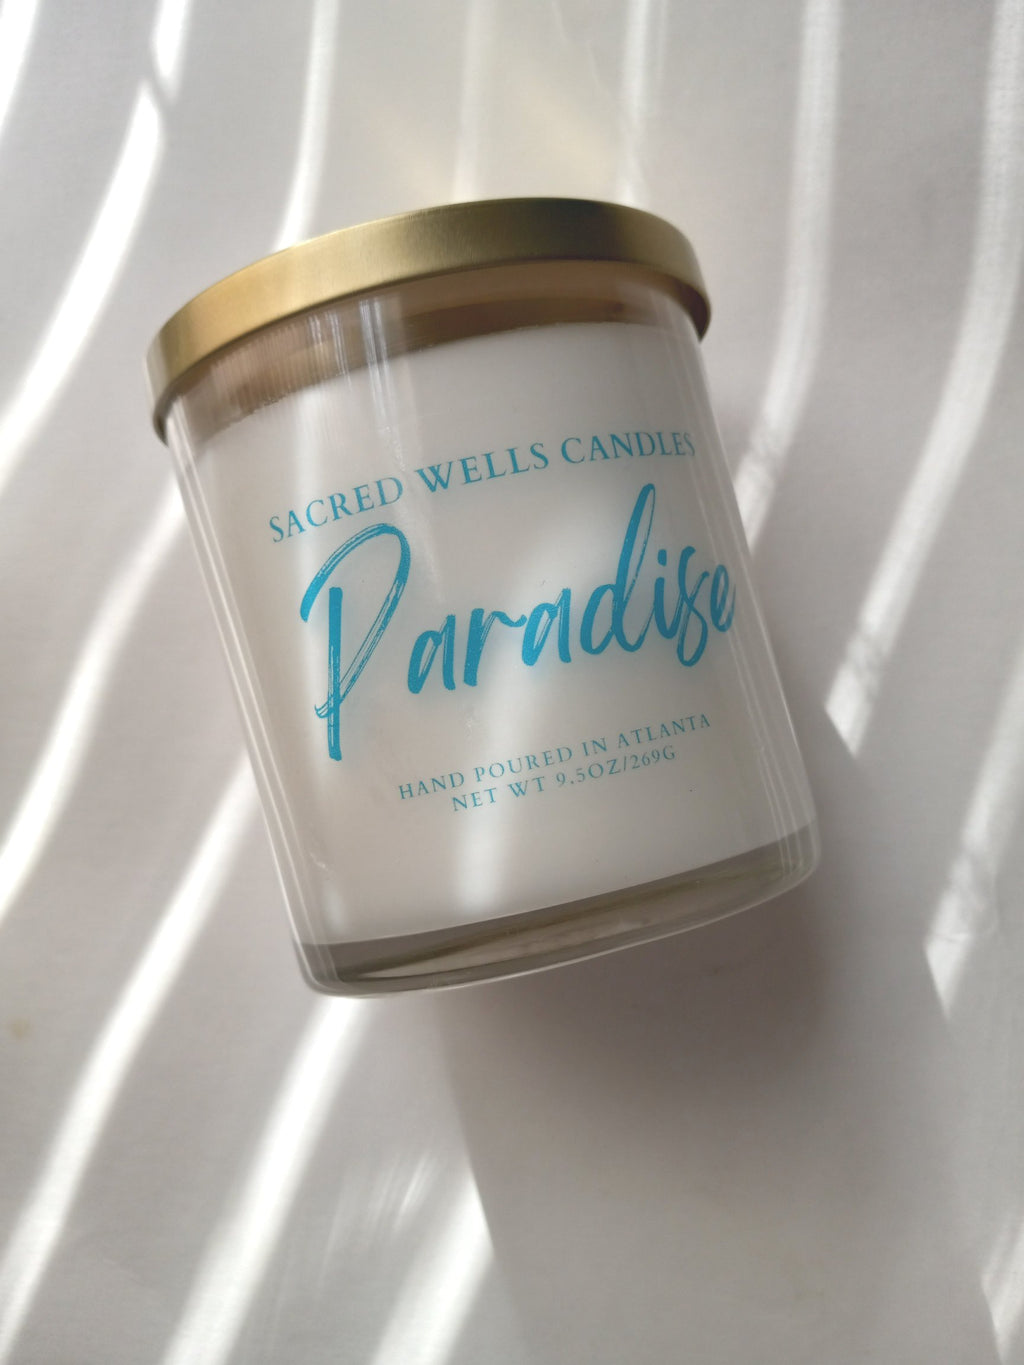 SACRED WELLS CANDLES
Paradise
HAND POURED IN ATLANTA
NET WT 9.5OZ/269G